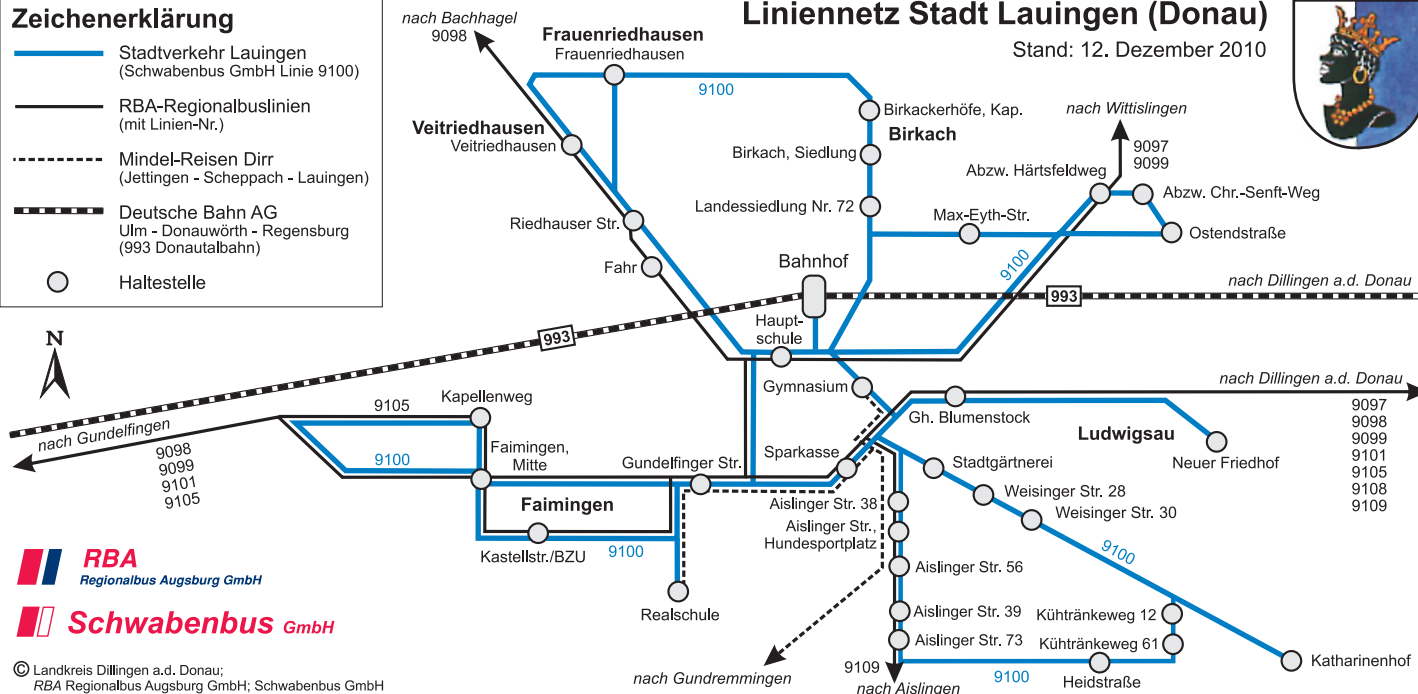 Zeichenerklärung
Stadtverkehr Lauingen
(Schwabenbus GmbH Linie 9100)
RBA-Regionalbuslinien
(mit Linien-Nr.)
Mindel-Reisen Dirr
(Jettingen - Scheppach - Lauingen)
Deutsche Bahn AG
Ulm - Donauwörth - Regensburg
(993 Donautalbahn)
Haltestelle
Liniennetz Stadt Lauingen (Donau)
Stand: 12. Dezember 2010
nach Bachhagel
9098
Frauenriedhausen
Frauenriedhausen
9100
Birkackerhöfe, Kap.
Birkach
nach Wittislingen
9097
9099
Veitriedhausen
Veitriedhausen
Birkach, Siedlung
Abzw. Härtsfeldweg
Abzw. Chr.-Senft-Weg
Landessiedlung Nr. 72
Max-Eyth-Str.
Ostendstraße
Riedhauser Str.
Fahr
Bahnhof
9100
nach Dillingen a.d. Donau
993
993
Haupt-
schule
N
Gymnasium
nach Dillingen a.d. Donau
9097
9098
9099
9101
9105
9108
9109
Gh. Blumenstock
Ludwigsau
Neuer Friedhof
Kapellenweg
9105
nach Gundelfingen
9098
9099
9101
9105
9100
Faimingen,
Mitte
Gundelfinger Str.
Sparkasse
Stadtgärtnerei
Weisinger Str. 28
Weisinger Str. 30
9100
Faimingen
Kastellstr./BZU
9100
Realschule
Aislinger Str. 38
Aislinger Str.,
Hundesportplatz
Aislinger Str. 56
Aislinger Str. 39
Aislinger Str. 73
Kühtränkeweg 12
Kühtränkeweg 61
Katharinenhof
Heidstraße
9100
9109
nach Aislingen
nach Gundremmingen
RBA
Regionalbus Augsburg GmbH
Schwabenbus GmbH
© Landkreis Dillingen a.d. Donau;
RBA Regionalbus Augsburg GmbH; Schwabenbus GmbH